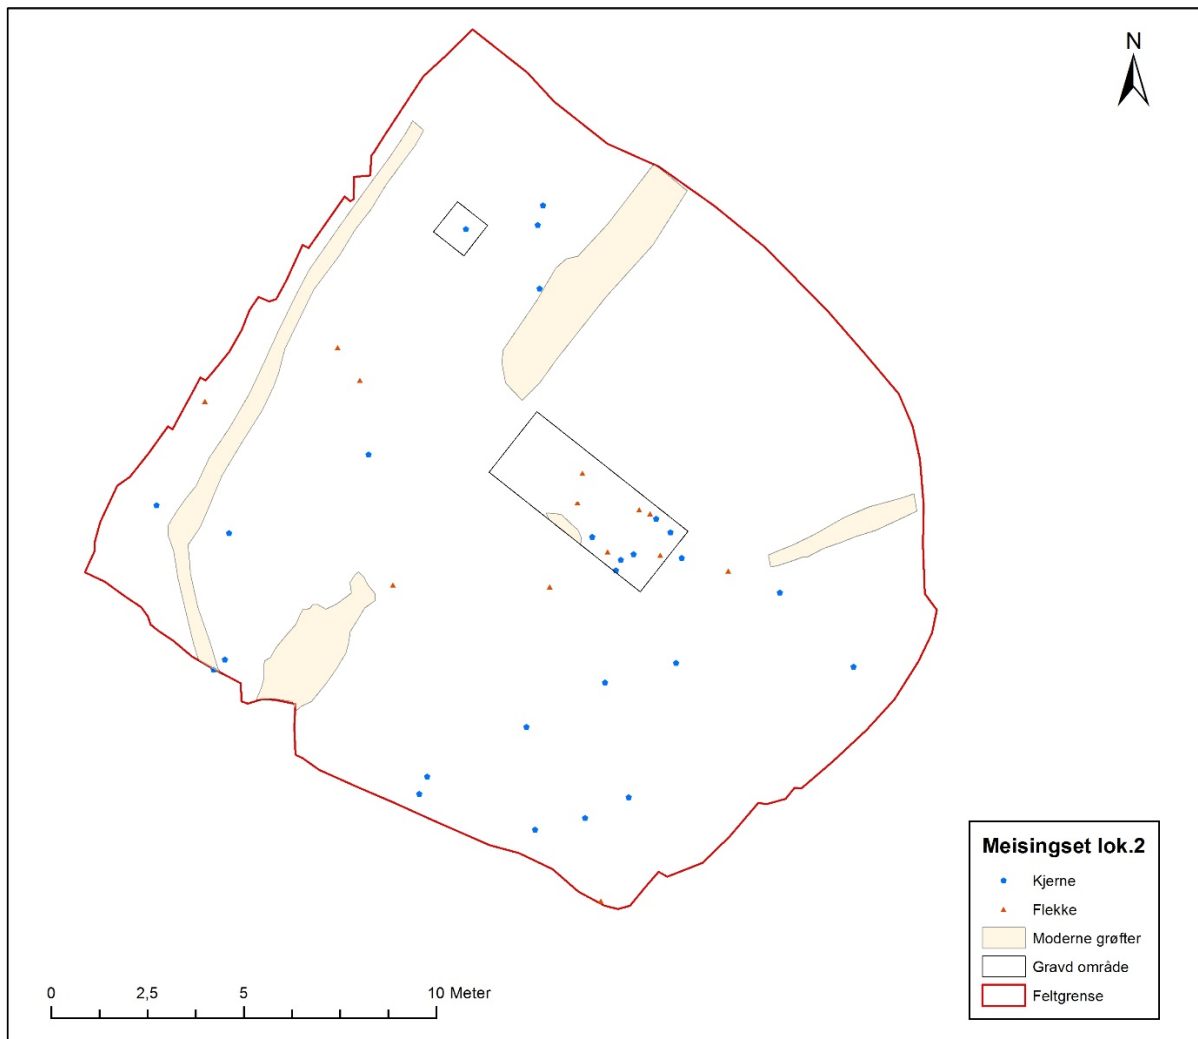 N
Meisingset lok.2
Kjerne
Flekke
Moderne grøfter
Gravd område
Feltgrense
0 2,5 5 10 Meter